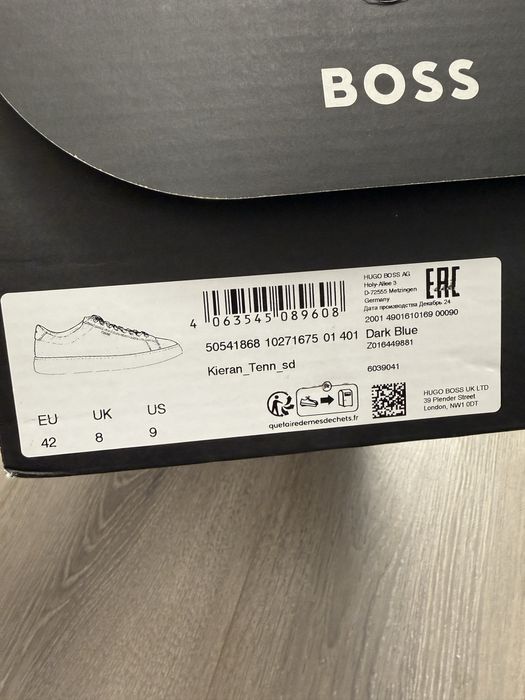 BOSS
HUGO BOSS AG
Holy-Allee 3
D-72555 Metzingen
Germany
Дата производства Декабрь 24
EAC
2001 4901610169 00090
4 063545 089608
50541868 10271675 01 401 Dark Blue
Z016449881
Kieran_Tenn_sd
6039041
EU UK US
42 8 9
quefairedemesdechets.fr
HUGO BOSS UK LTD
39 Plender Street
London, NW1 0DT